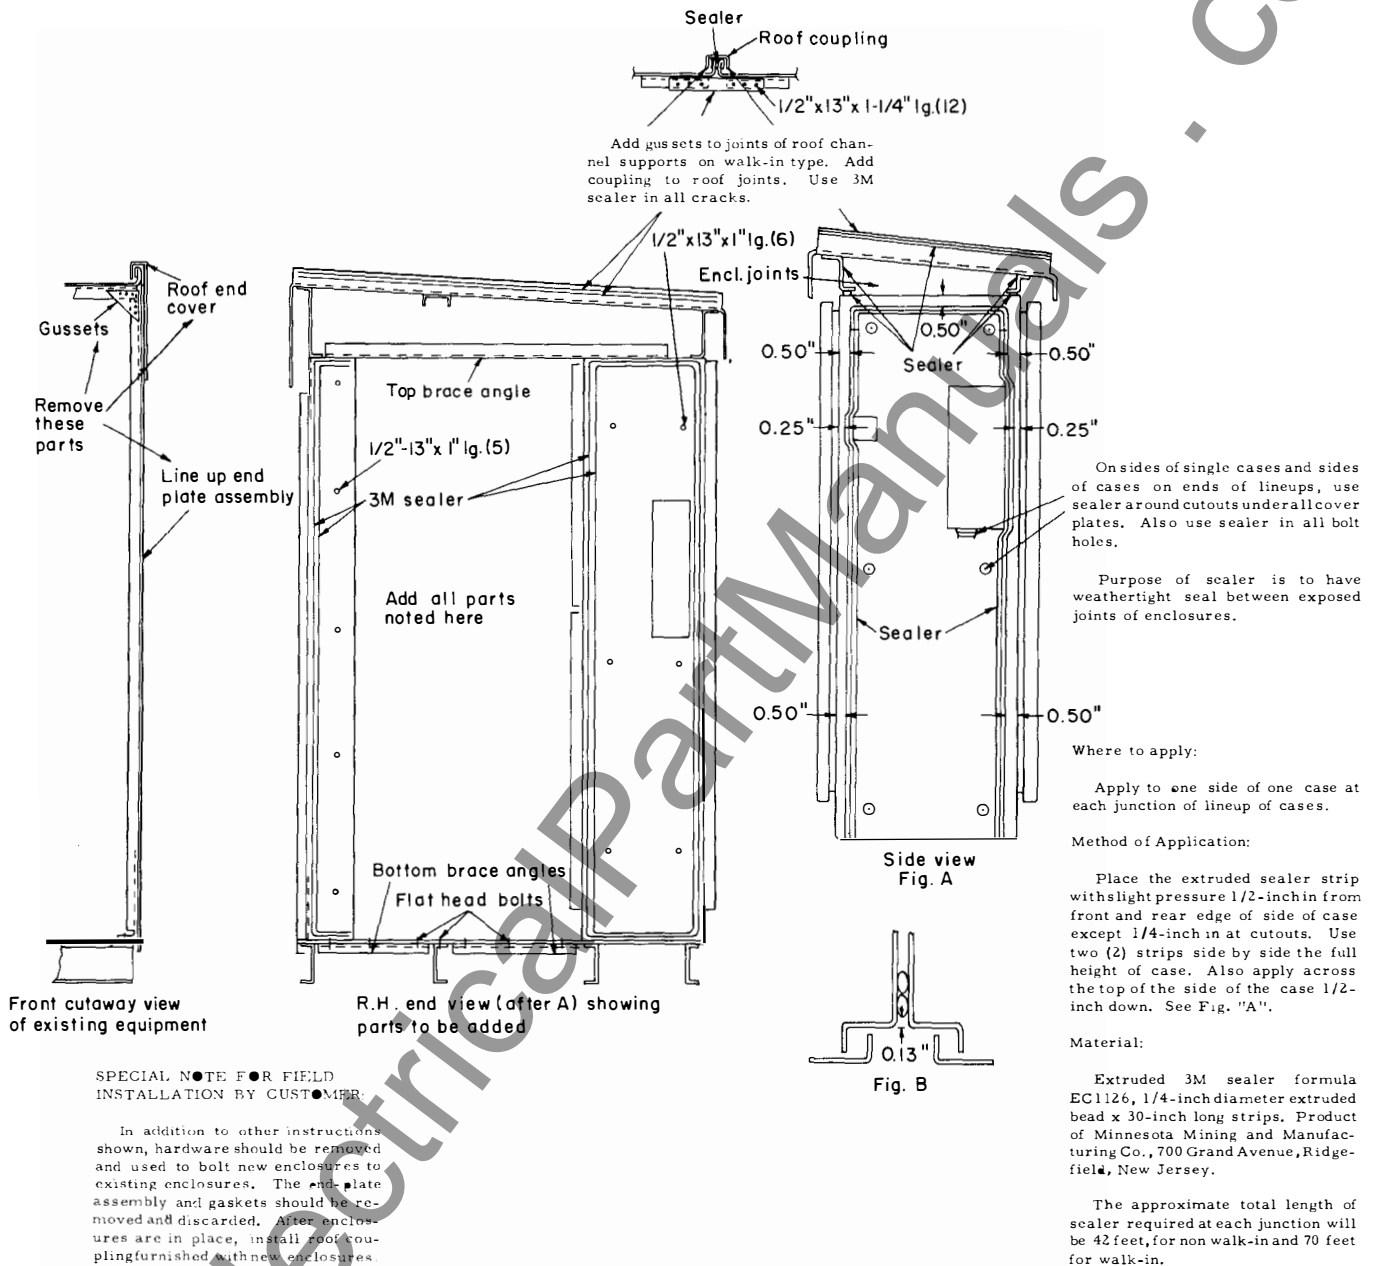 Sealer
Roof coupling
1/2"x13"x1-1/4" lg.(12)
Add gussets to joints of roof chan-
nel supports on walk-in type. Add
coupling to roof joints. Use 3M
sealer in all cracks.
1/2"x13"x1" lg.(6)
Encl. joints
Roof end
cover
Gussets
Remove
these
parts
Line up end
plate assembly
Top brace angle
1/2"-13"x 1" lg.(5)
3M sealer
Add all parts
noted here
Bottom brace angles
Flat head bolts
0.50"
0.50"
0.50"
Sealer
0.25"
0.25"
Sealer
0.50"
0.50"
Side view
Fig. A
0.13"
Fig. B
Front cutaway view
of existing equipment
R.H. end view (after A) showing
parts to be added
On sides of single cases and sides
of cases on ends of lineups, use
sealer around cutouts under all cover
plates. Also use sealer in all bolt
holes.
Purpose of sealer is to have
weathertight seal between exposed
joints of enclosures.
Where to apply:
Apply to one side of one case at
each junction of lineup of cases.
Method of Application:
Place the extruded sealer strip
with slight pressure 1/2-inch in from
front and rear edge of side of case
except 1/4-inch in at cutouts. Use
two (2) strips side by side the full
height of case. Also apply across
the top of the side of the case 1/2-
inch down. See Fig. "A".
Material:
Extruded 3M sealer formula
EC1126, 1/4-inch diameter extruded
bead x 30-inch long strips. Product
of Minnesota Mining and Manufac-
turing Co., 700 Grand Avenue, Ridge-
field, New Jersey.
The approximate total length of
sealer required at each junction will
be 42 feet, for non walk-in and 70 feet
for walk-in.
SPECIAL NOTE FOR FIELD
INSTALLATION BY CUSTOMER:
In addition to other instructions
shown, hardware should be removed
and used to bolt new enclosures to
existing enclosures. The end-plate
assembly and gaskets should be re-
moved and discarded. After enclos-
ures are in place, install roof cou-
pling furnished with new enclosures.
electricalPartManuals . co